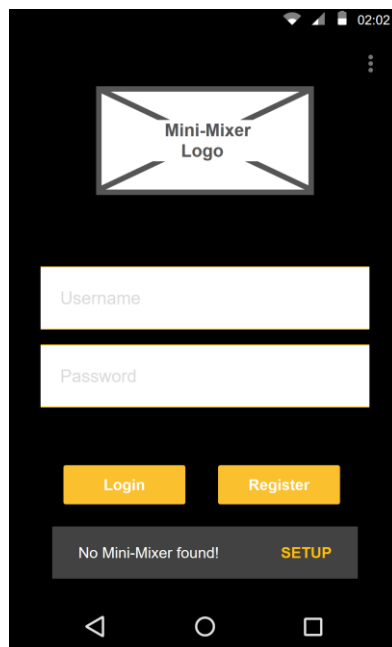 02:02
Mini-Mixer
Logo
Username
Password
Login Register
No Mini-Mixer found! SETUP